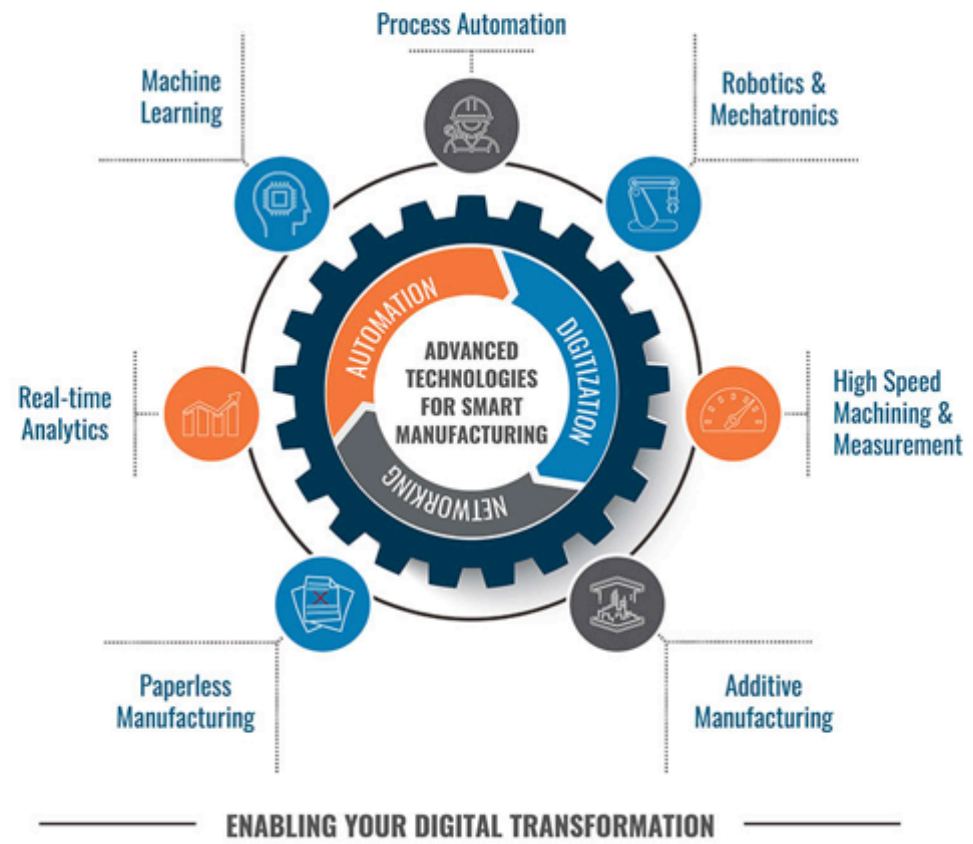 Process Automation
Machine
Learning
Robotics &
Mechatronics
AUTOMATION
DIGITIZATION
NETWORKING
ADVANCED
TECHNOLOGIES
FOR SMART
MANUFACTURING
Real-time
Analytics
High Speed
Machining &
Measurement
Paperless
Manufacturing
Additive
Manufacturing
ENABLING YOUR DIGITAL TRANSFORMATION